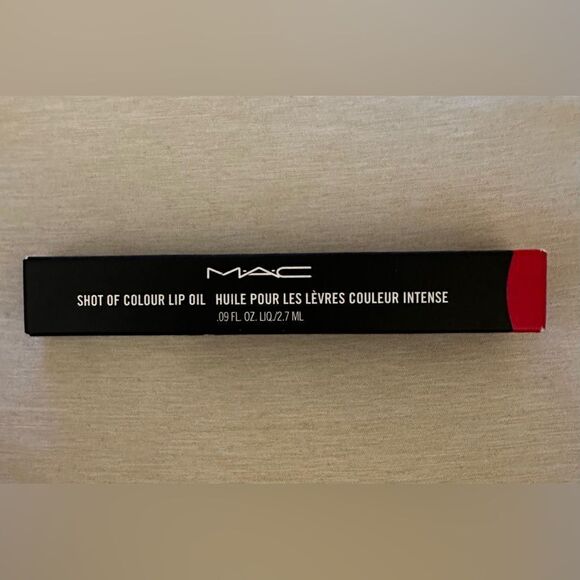 M·A·C
SHOT OF COLOUR LIP OIL HUILE POUR LES LÈVRES COULEUR INTENSE
.09 FL. OZ. LIQ./2.7 ML